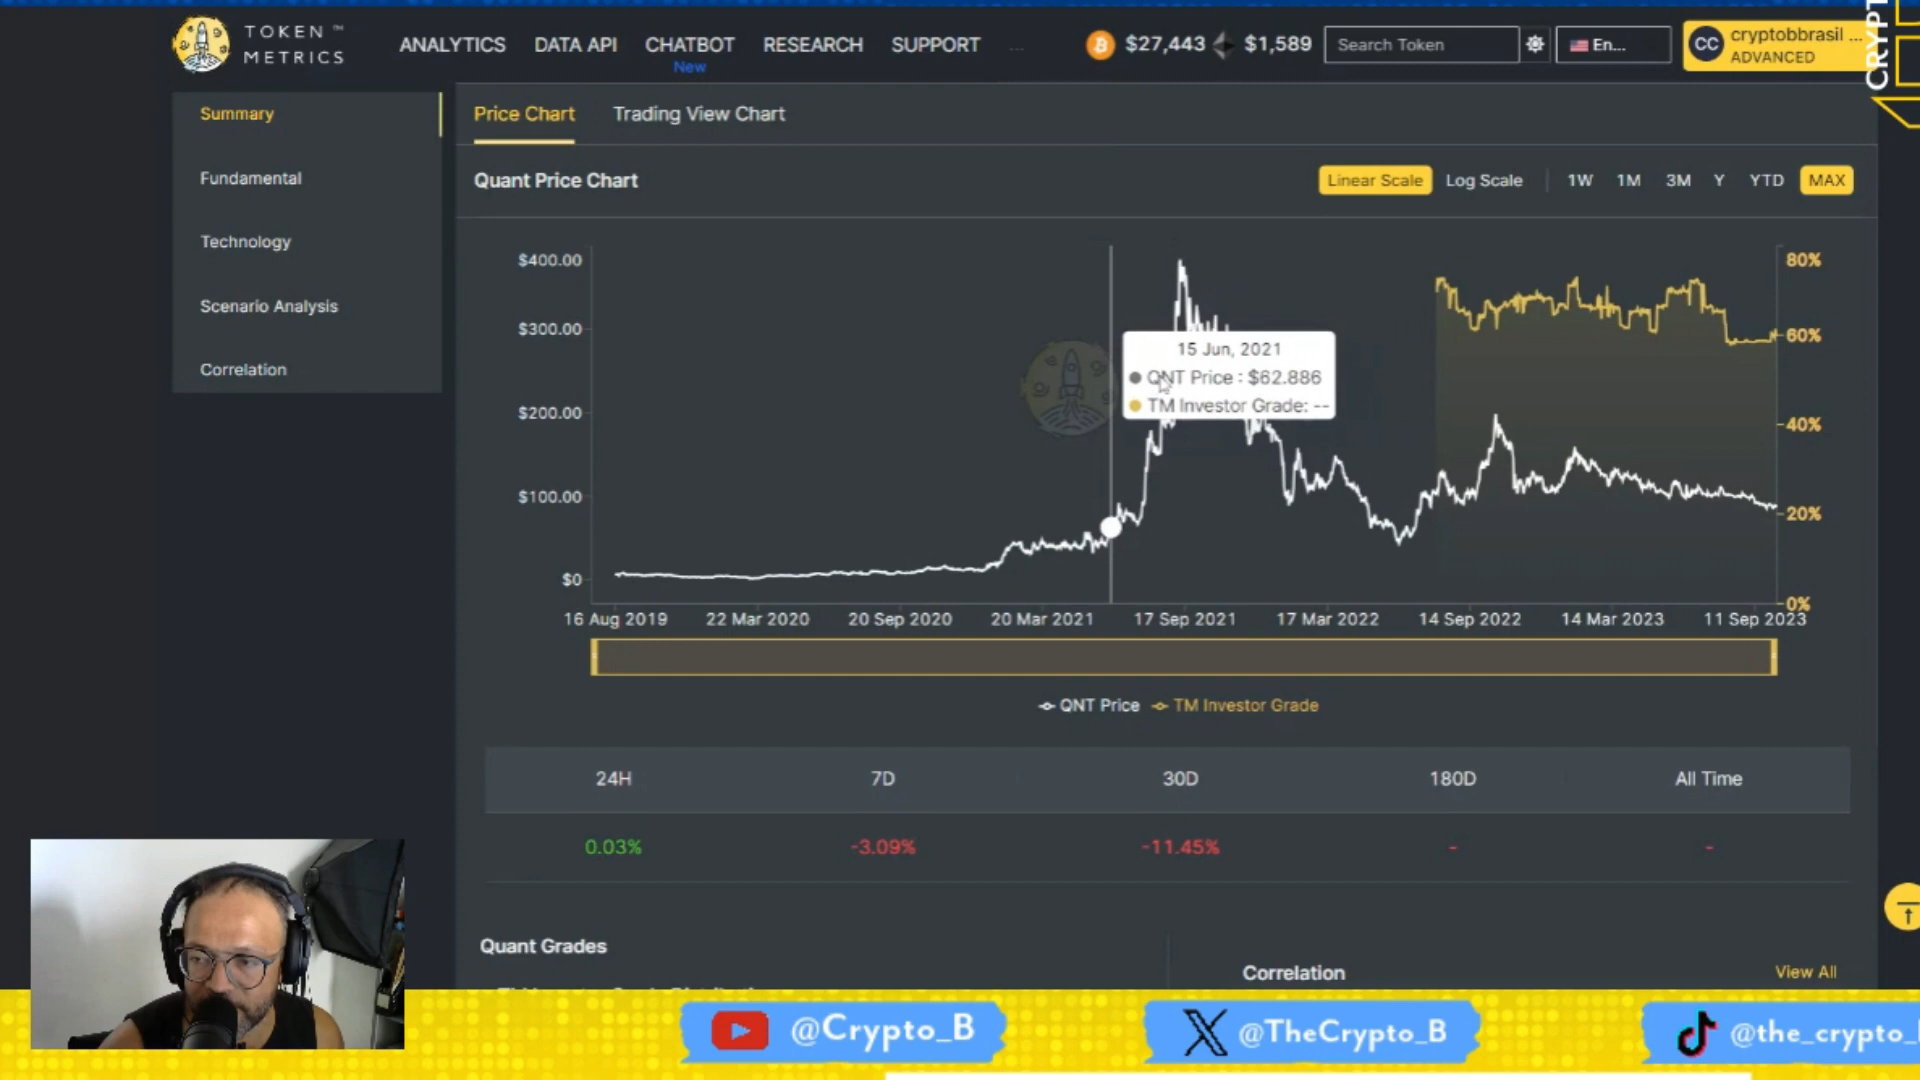 TOKEN ™
METRICS
ANALYTICS
DATA API
CHATBOT
New
RESEARCH
SUPPORT
...
$27,443
$1,589
Search Token
En...
CC
cryptobbrasil ...
ADVANCED
CRYPT
Summary
Fundamental
Technology
Scenario Analysis
Correlation
Price Chart
Trading View Chart
Quant Price Chart
Linear Scale
Log Scale
1W
1M
3M
Y
YTD
MAX
$400.00
$300.00
$200.00
$100.00
$0
80%
60%
40%
20%
0%
15 Jun, 2021
QNT Price : $62.886
TM Investor Grade: --
16 Aug 2019
22 Mar 2020
20 Sep 2020
20 Mar 2021
17 Sep 2021
17 Mar 2022
14 Sep 2022
14 Mar 2023
11 Sep 2023
QNT Price
TM Investor Grade
24H
7D
30D
180D
All Time
0.03%
-3.09%
-11.45%
-
-
Quant Grades
Correlation
View All
@Crypto_B
@TheCrypto_B
@the_crypto_